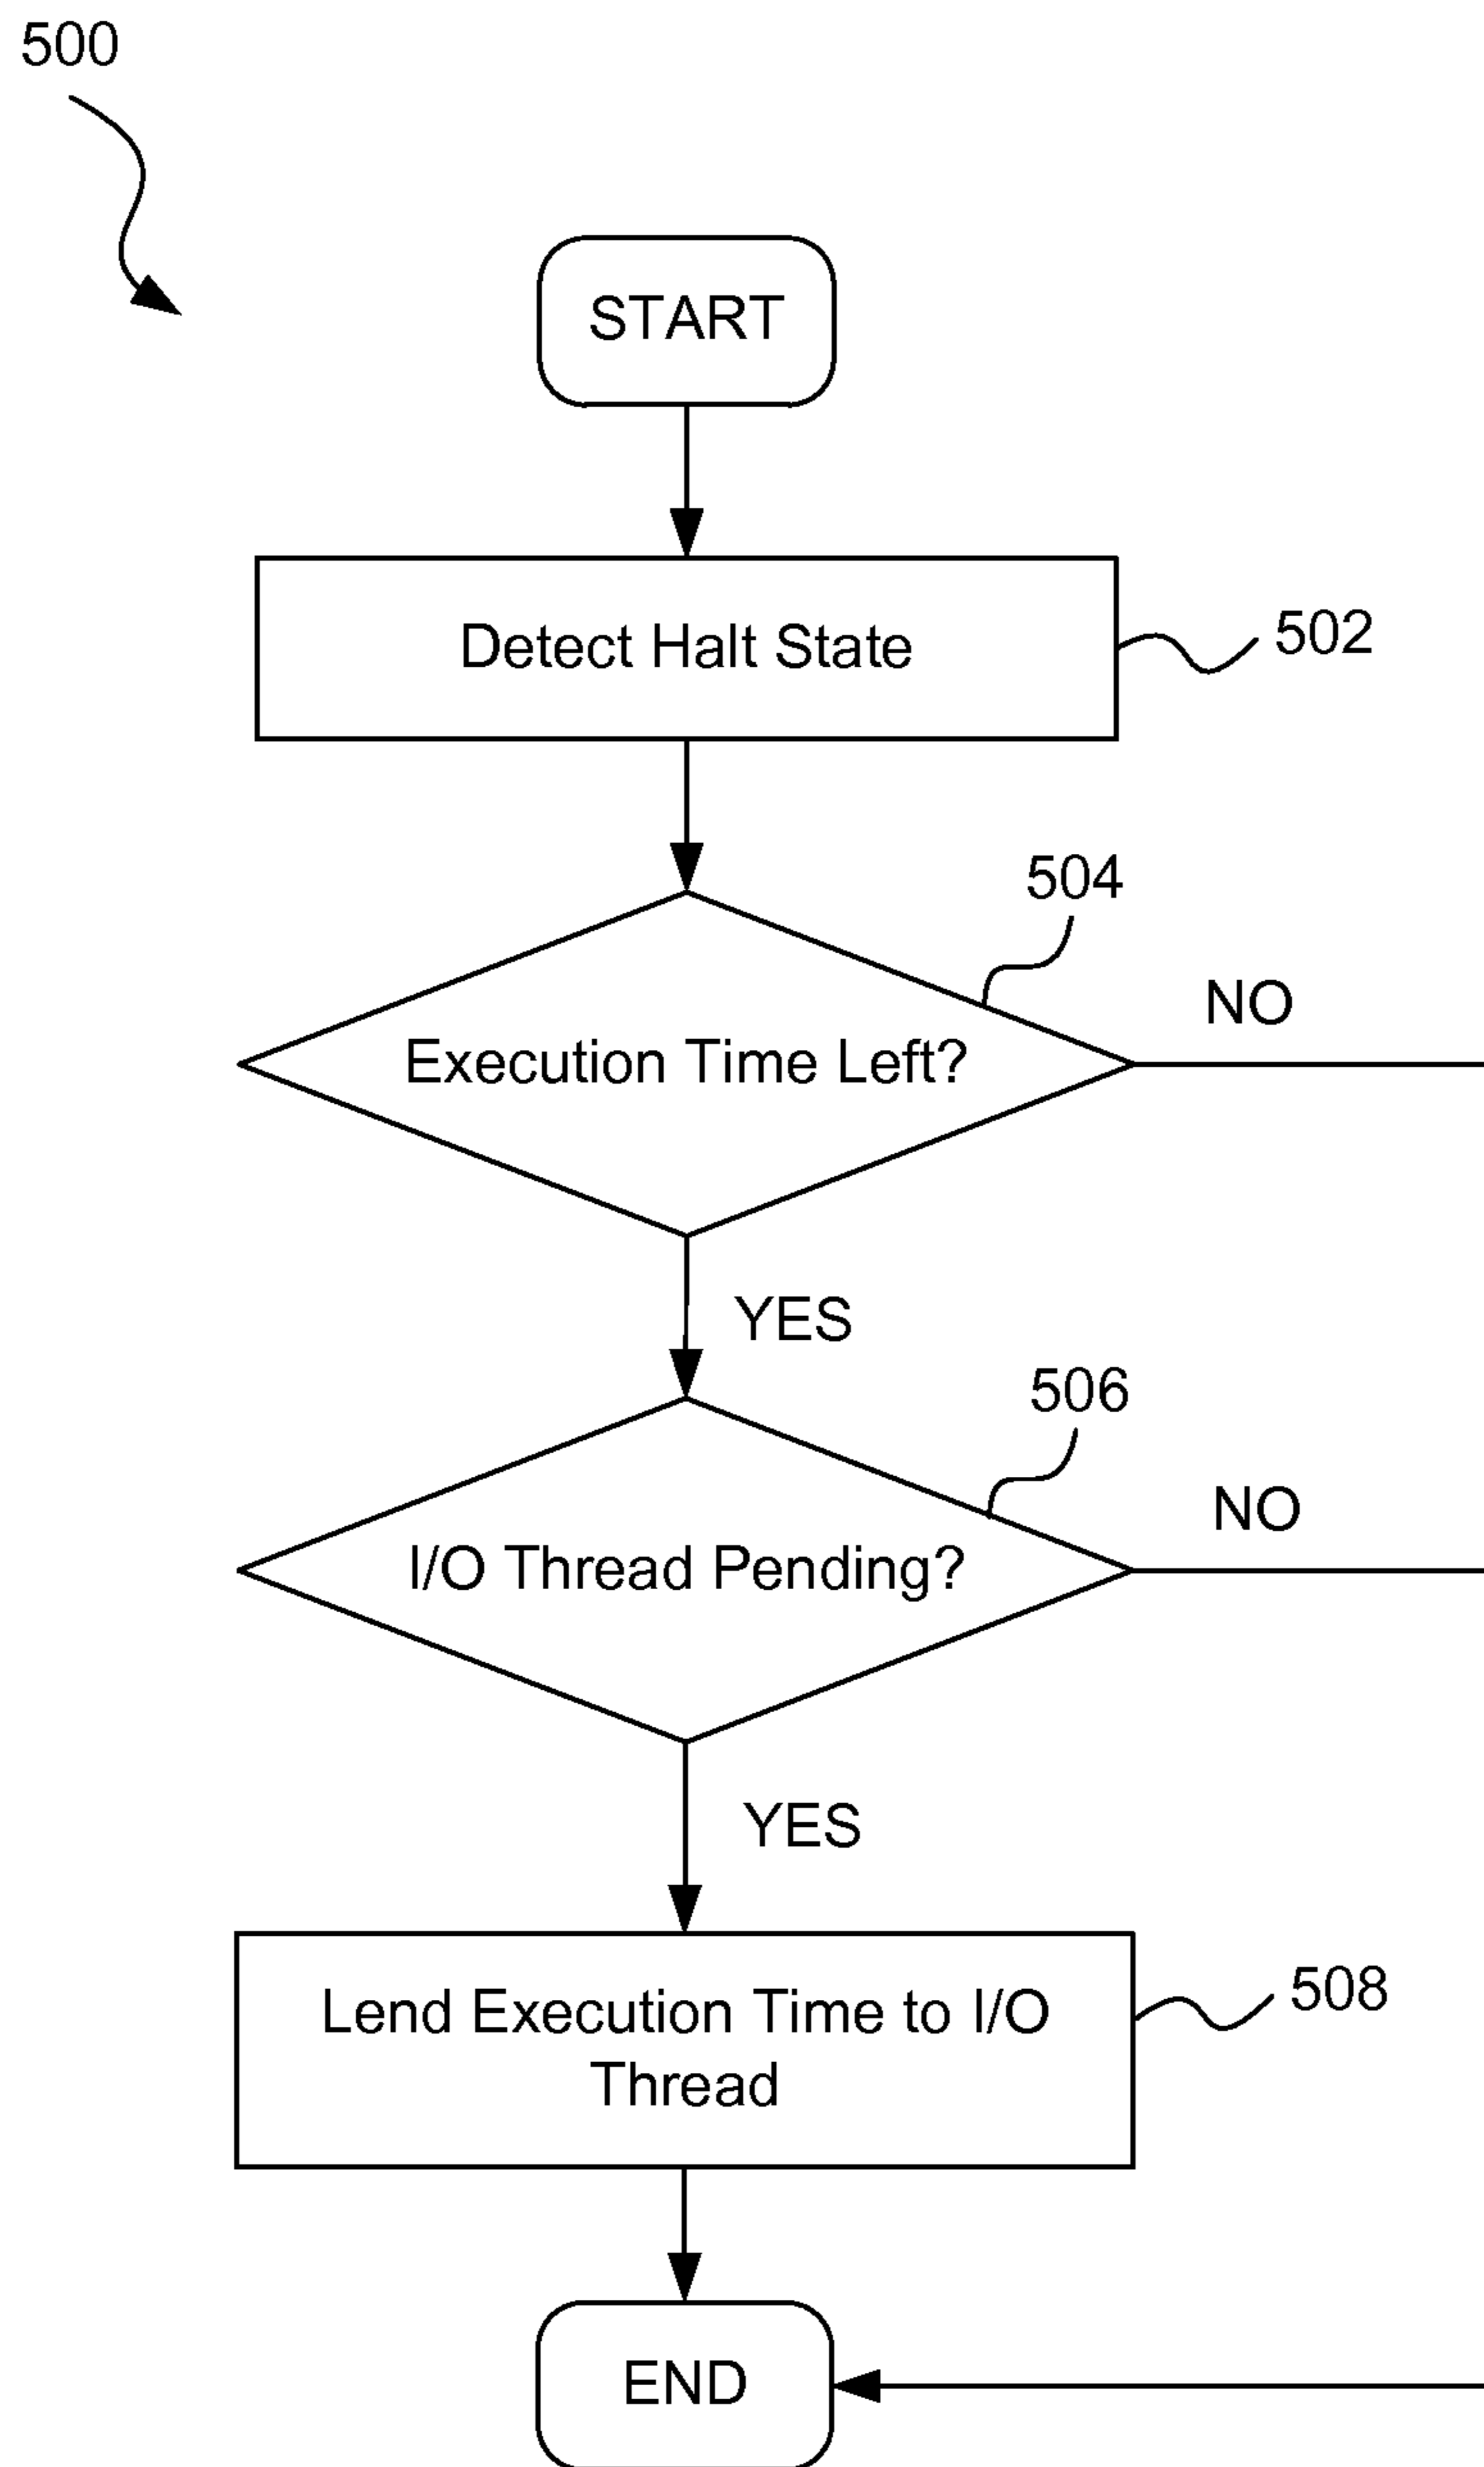 500
START
Detect Halt State
502
504
Execution Time Left?
NO
YES
506
I/O Thread Pending?
NO
YES
Lend Execution Time to I/O
Thread
508
END